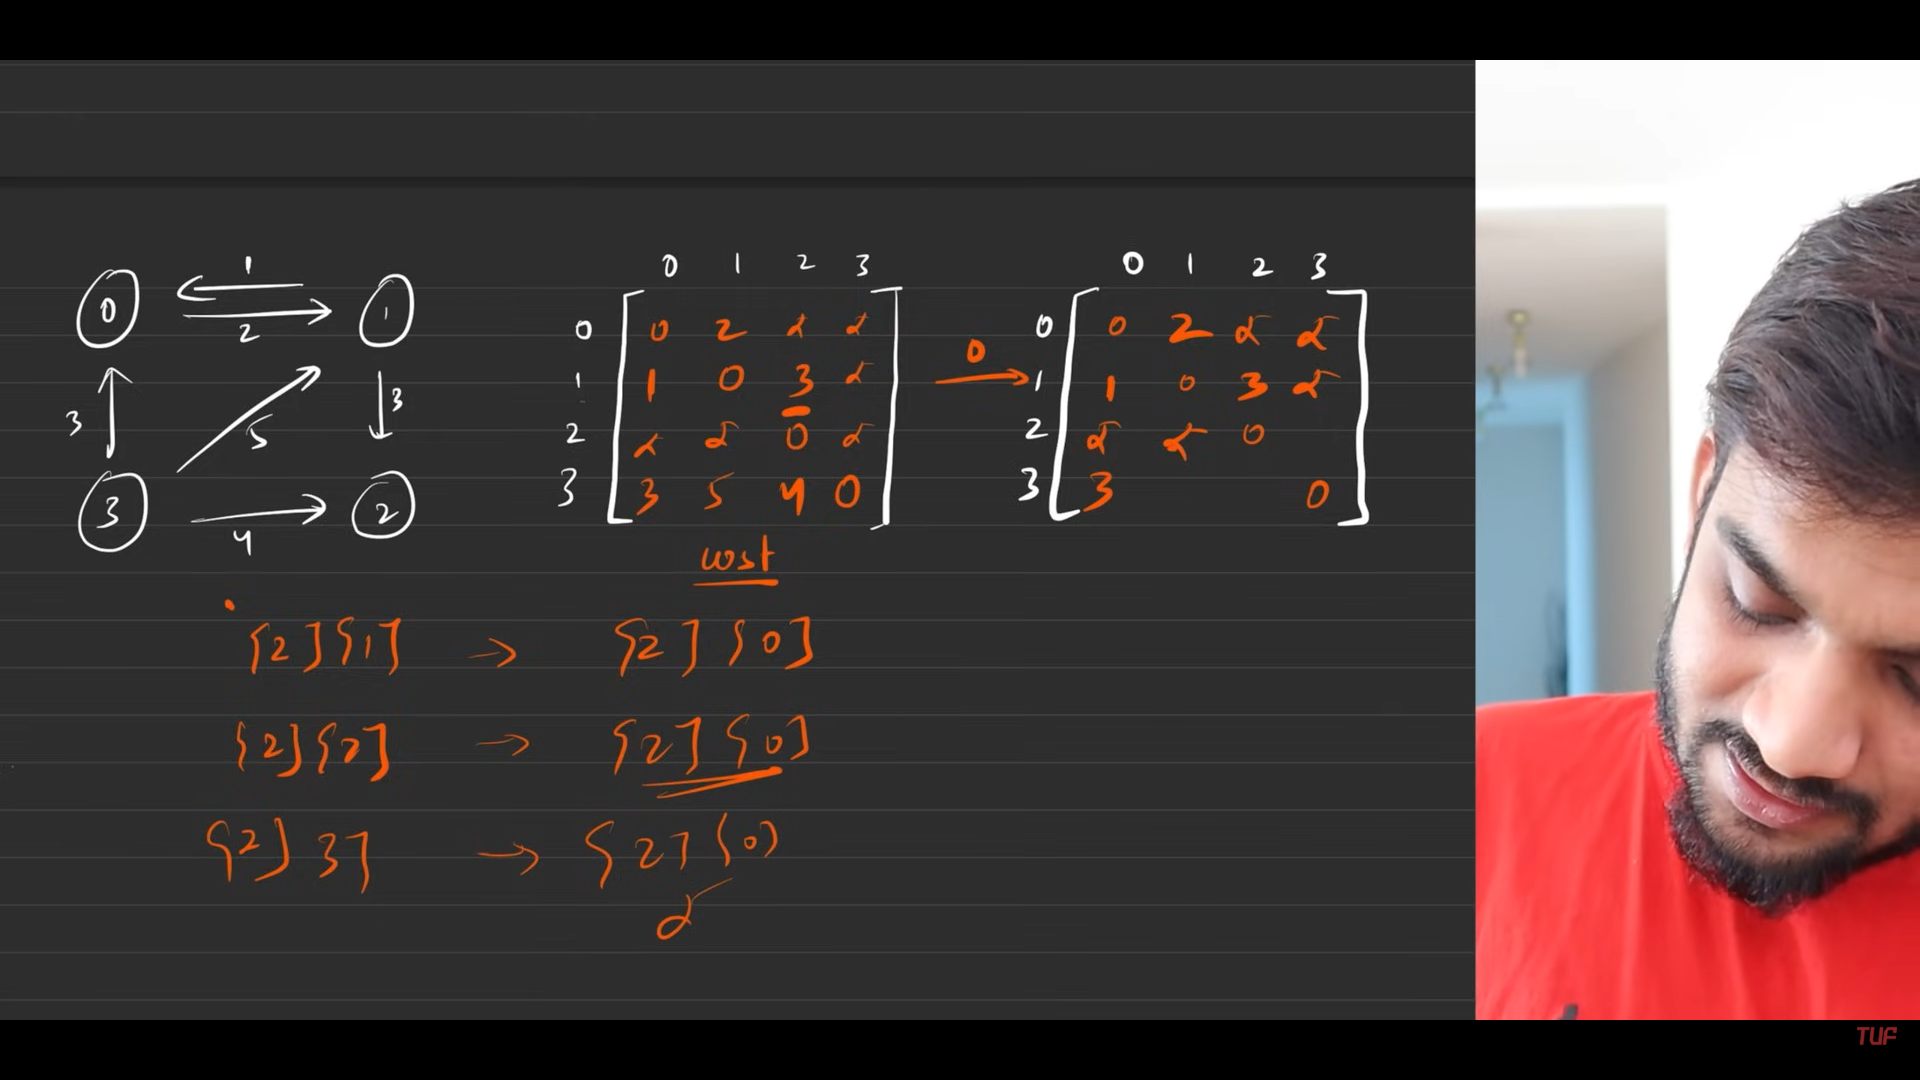 1
0 1
2
3 5 3
3 2
4
0 1 2 3
0 0 2 α α
1 1 0 3 α
2 α α 0 α
3 3 5 4 0
cost
0
0 1 2 3
0 0 2 α α
1 1 0 3 α
2 α α 0
3 3 0
[2][1] → [2][0]
[2][2] → [2][0]
[2]3] → [2][0)
α
TUF